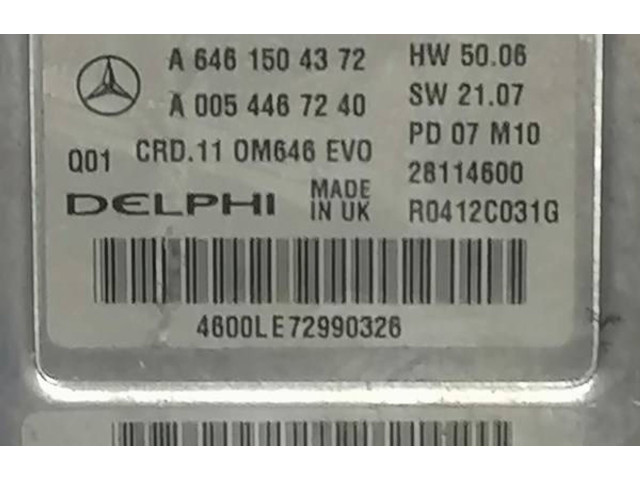 A 646 150 43 72 HW 50.06
A 005 446 72 40 SW 21.07
Q01 CRD.11 OM646 EVO PD 07 M10
28114600
DELPHI MADE IN UK R0412C031G
4600LE72990326